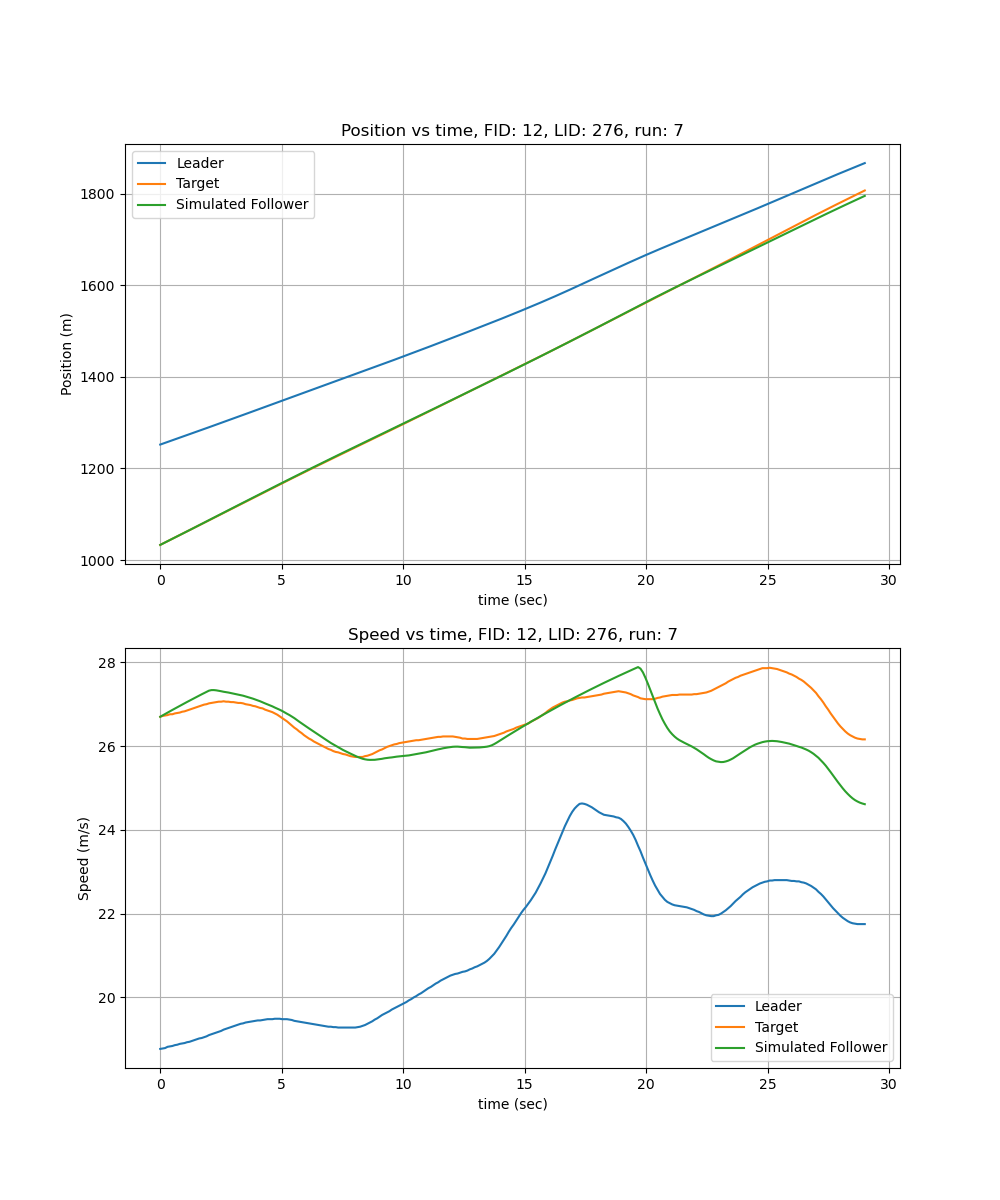 Position vs time, FID: 12, LID: 276, run: 7
Leader
Target
Simulated Follower
1800
1600
1400
1200
1000
Position (m)
0 5 10 15 20 25 30
time (sec)
Speed vs time, FID: 12, LID: 276, run: 7
28
26
24
22
20
Speed (m/s)
Leader
Target
Simulated Follower
0 5 10 15 20 25 30
time (sec)